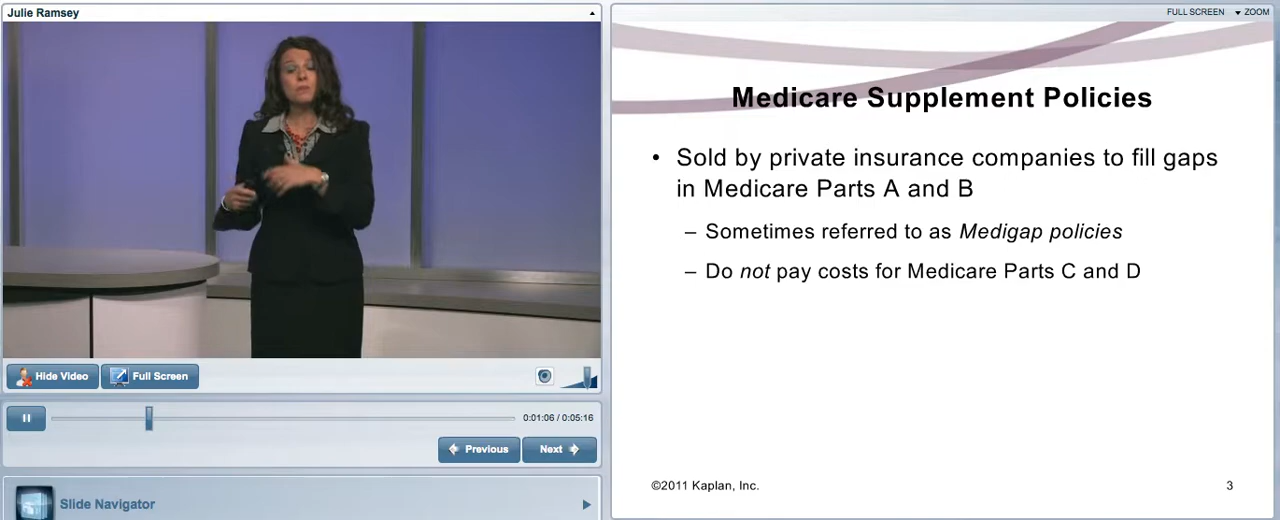 Julie Ramsey
FULL SCREEN
ZOOM
Medicare Supplement Policies
• Sold by private insurance companies to fill gaps
in Medicare Parts A and B
– Sometimes referred to as Medigap policies
– Do not pay costs for Medicare Parts C and D
Hide Video
Full Screen
0:01:06 / 0:05:16
Previous
Next
Slide Navigator
©2011 Kaplan, Inc.
3